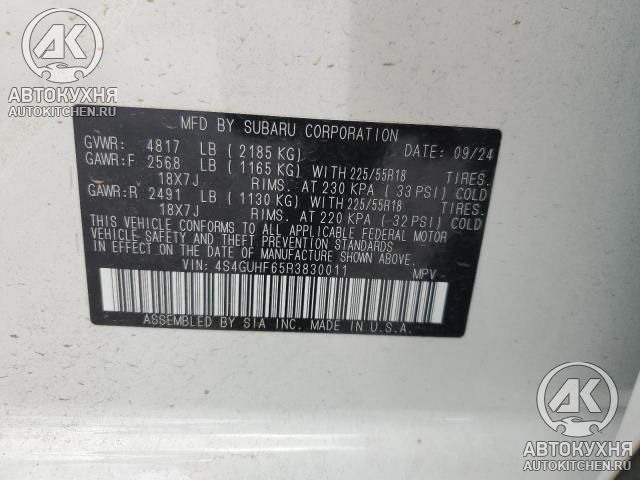 АВТОКУХНЯ
AUTOKITCHEN.RU
MFD BY SUBARU CORPORATION
DATE: 09/24
GVWR: 4817 LB ( 2185 KG)
GAWR:F 2568 LB ( 1165 KG) WITH 225/55R18 TIRES.
18X7J RIMS. AT 230 KPA ( 33 PSI) COLD
GAWR:R 2491 LB ( 1130 KG) WITH 225/55R18 TIRES.
18X7J RIMS. AT 220 KPA ( 32 PSI) COLD
THIS VEHICLE CONFORMS TO ALL APPLICABLE FEDERAL MOTOR
VEHICLE SAFETY AND THEFT PREVENTION STANDARDS
IN EFFECT ON THE DATE OF MANUFACTURE SHOWN ABOVE.
VIN: 4S4GUHF65R3830011 MPV
ASSEMBLED BY SIA INC. MADE IN U.S.A.
АК
АВТОКУХНЯ
AUTOKITCHEN.RU